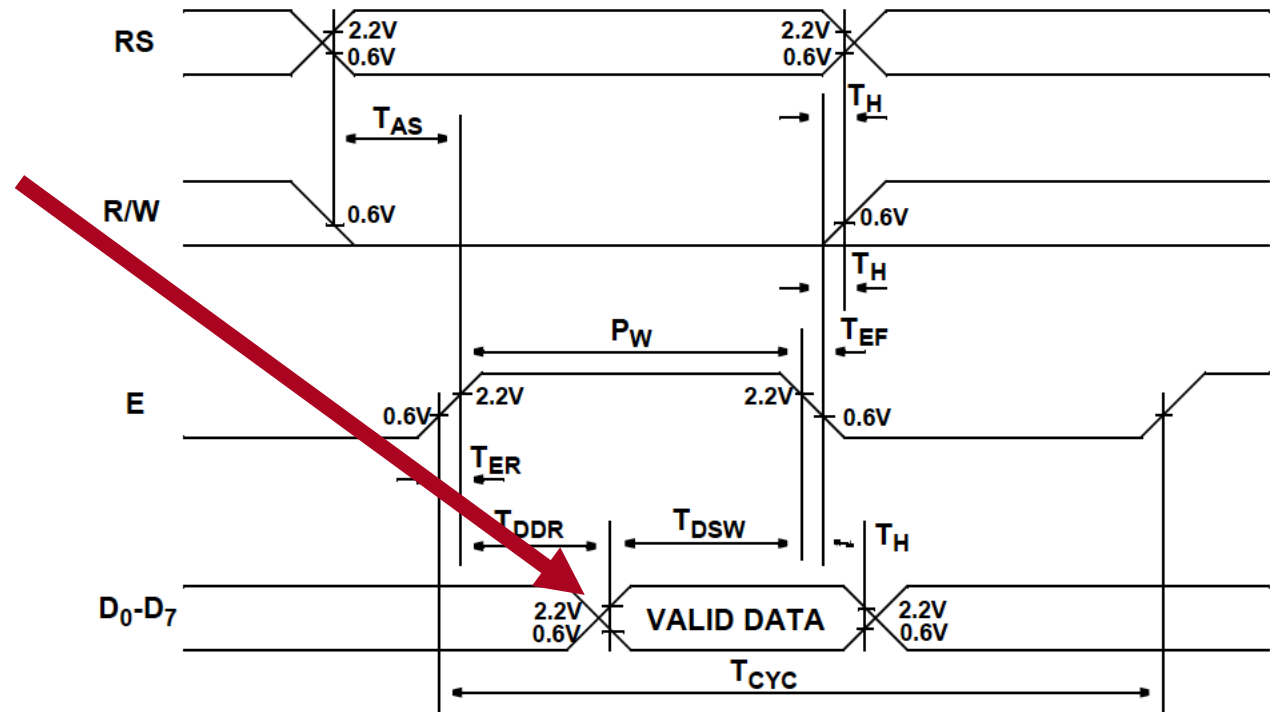 RS
2.2V
0.6V
2.2V
0.6V
TAS
TH
R/W
0.6V
0.6V
TH
PW
TEF
E
0.6V
2.2V
2.2V
0.6V
TER
TDDR
TDSW
TH
D0-D7
2.2V
0.6V
VALID DATA
2.2V
0.6V
TCYC